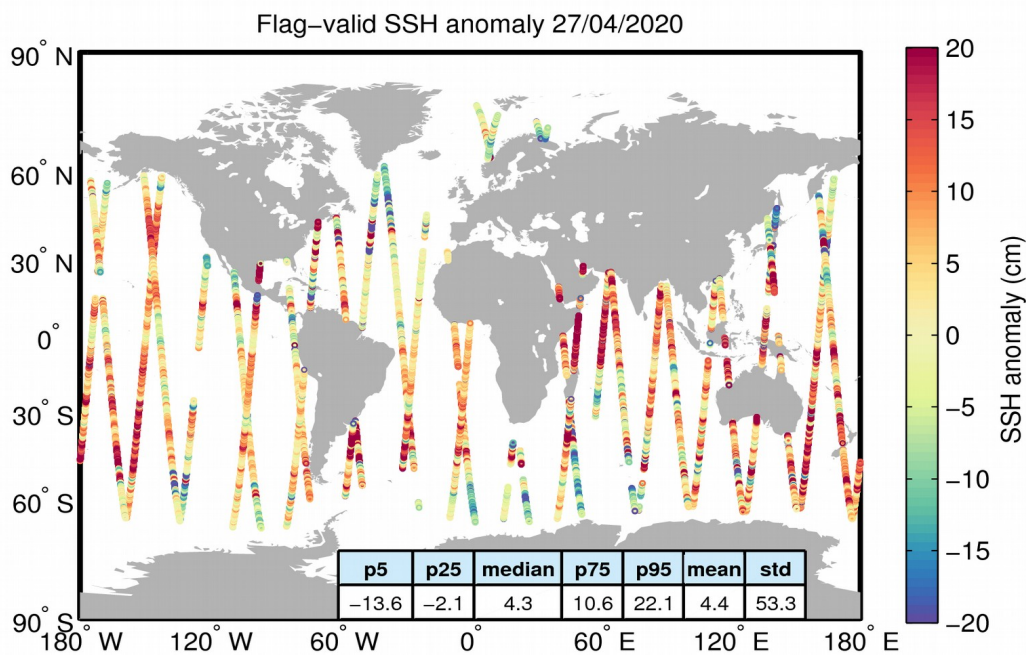 Flag−valid SSH anomaly 27/04/2020
90° N
60° N
30° N
0°
30° S
60° S
90° S
180° W
120° W
60° W
0°
60° E
120° E
180° E
p5 p25 median p75 p95 mean std
−13.6 −2.1 4.3 10.6 22.1 4.4 53.3
20
15
10
5
0
−5
−10
−15
−20
SSH anomaly (cm)